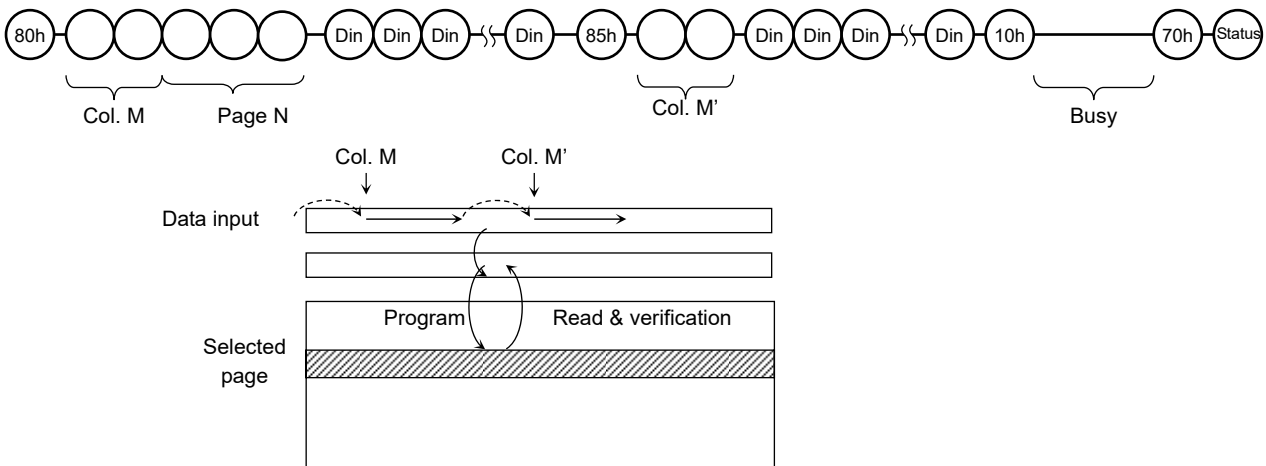 80h Din Din Din Din 85h Din Din Din Din 10h 70h Status
Col. M Page N Col. M’ Busy
Col. M Col. M’
Data input
Program Read & verification
Selected
page